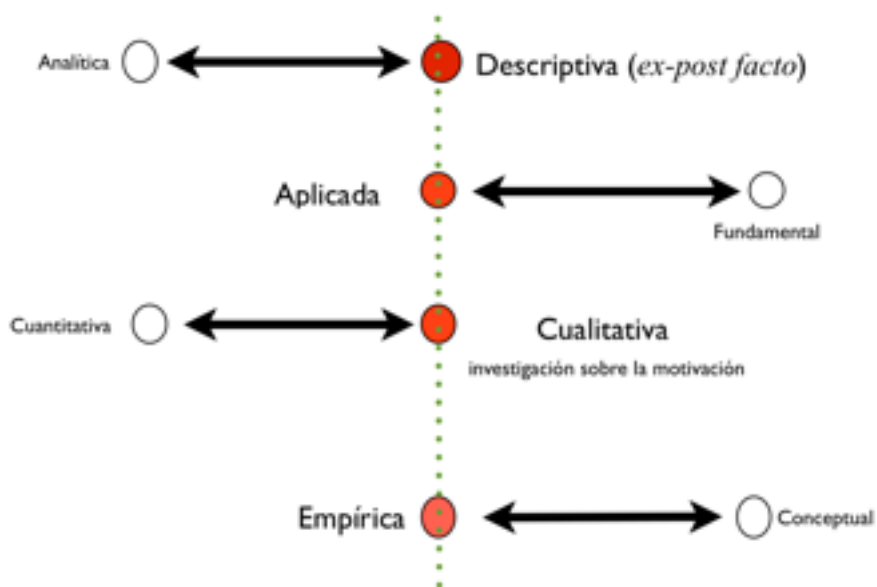 Analítica
Descriptiva (ex-post facto)
Aplicada
Fundamental
Cuantitativa
Cualitativa
investigación sobre la motivación
Empírica
Conceptual